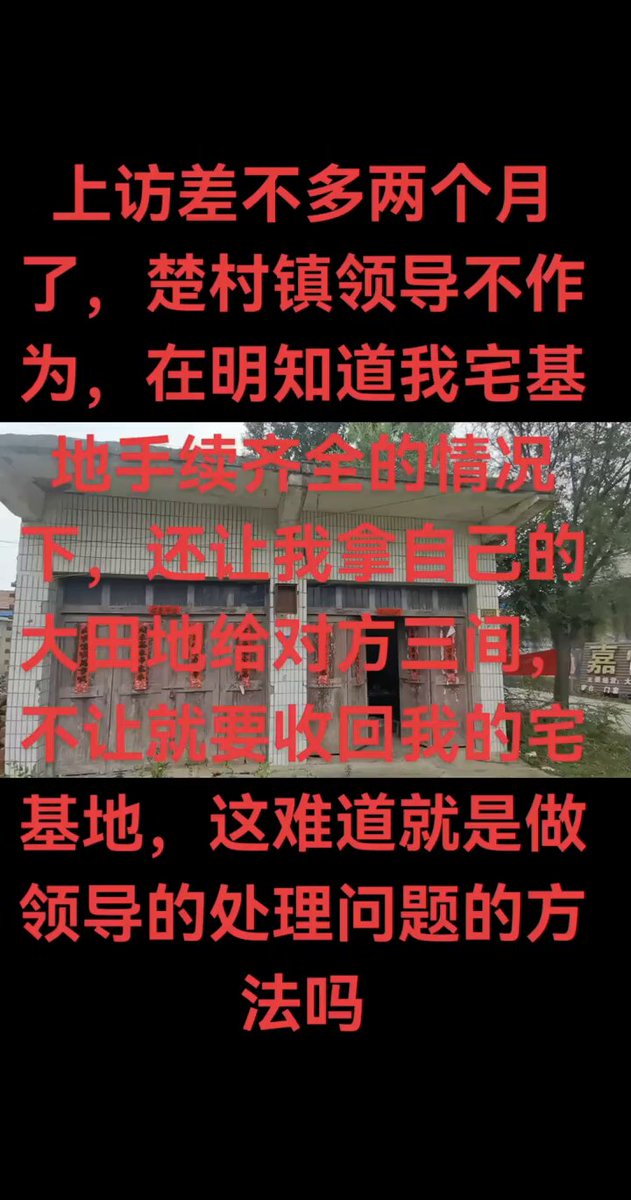 上访差不多两个月
了，楚村镇领导不作
为，在明知道我宅基
地手续齐全的情况
下，还让我拿自己的
大田地给对方三间，
不让就要收回我的宅
基地，这难道就是做
领导的处理问题的方
法吗
嘉